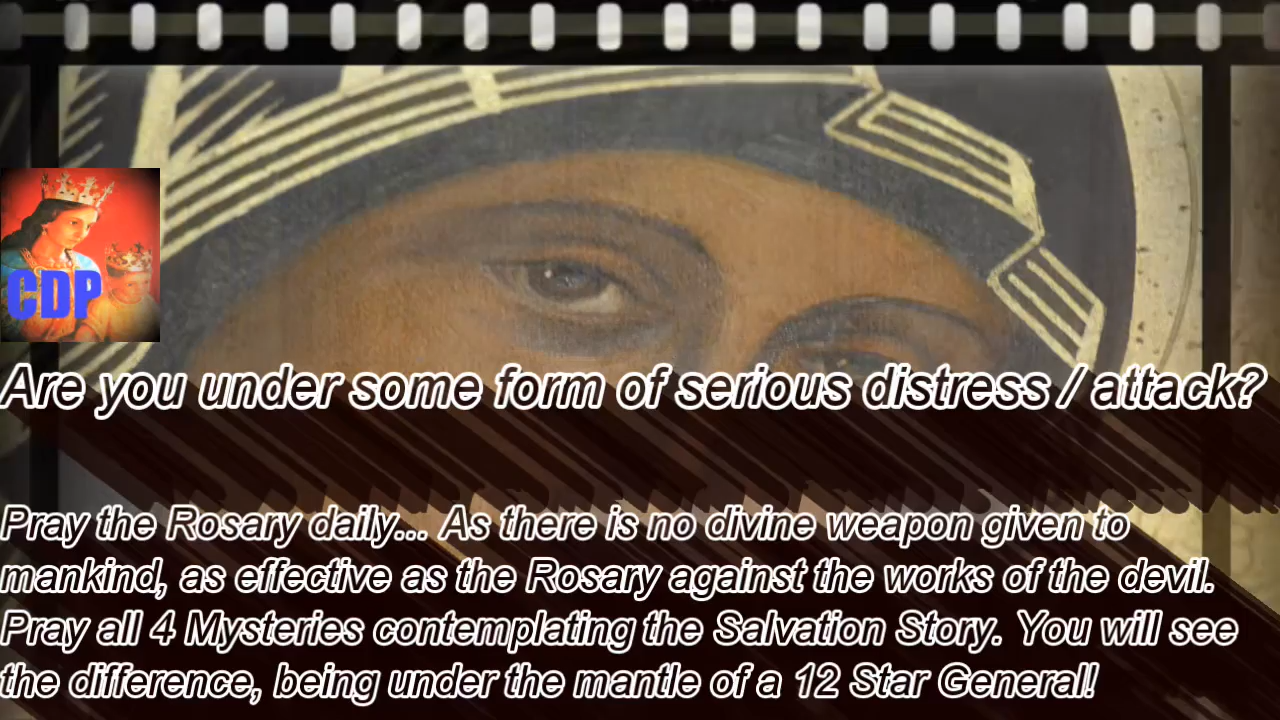 CDP
Are you under some form of serious distress / attack?
Pray the Rosary daily... As there is no divine weapon given to
mankind, as effective as the Rosary against the works of the devil.
Pray all 4 Mysteries contemplating the Salvation Story. You will see
the difference, being under the mantle of a 12 Star General!